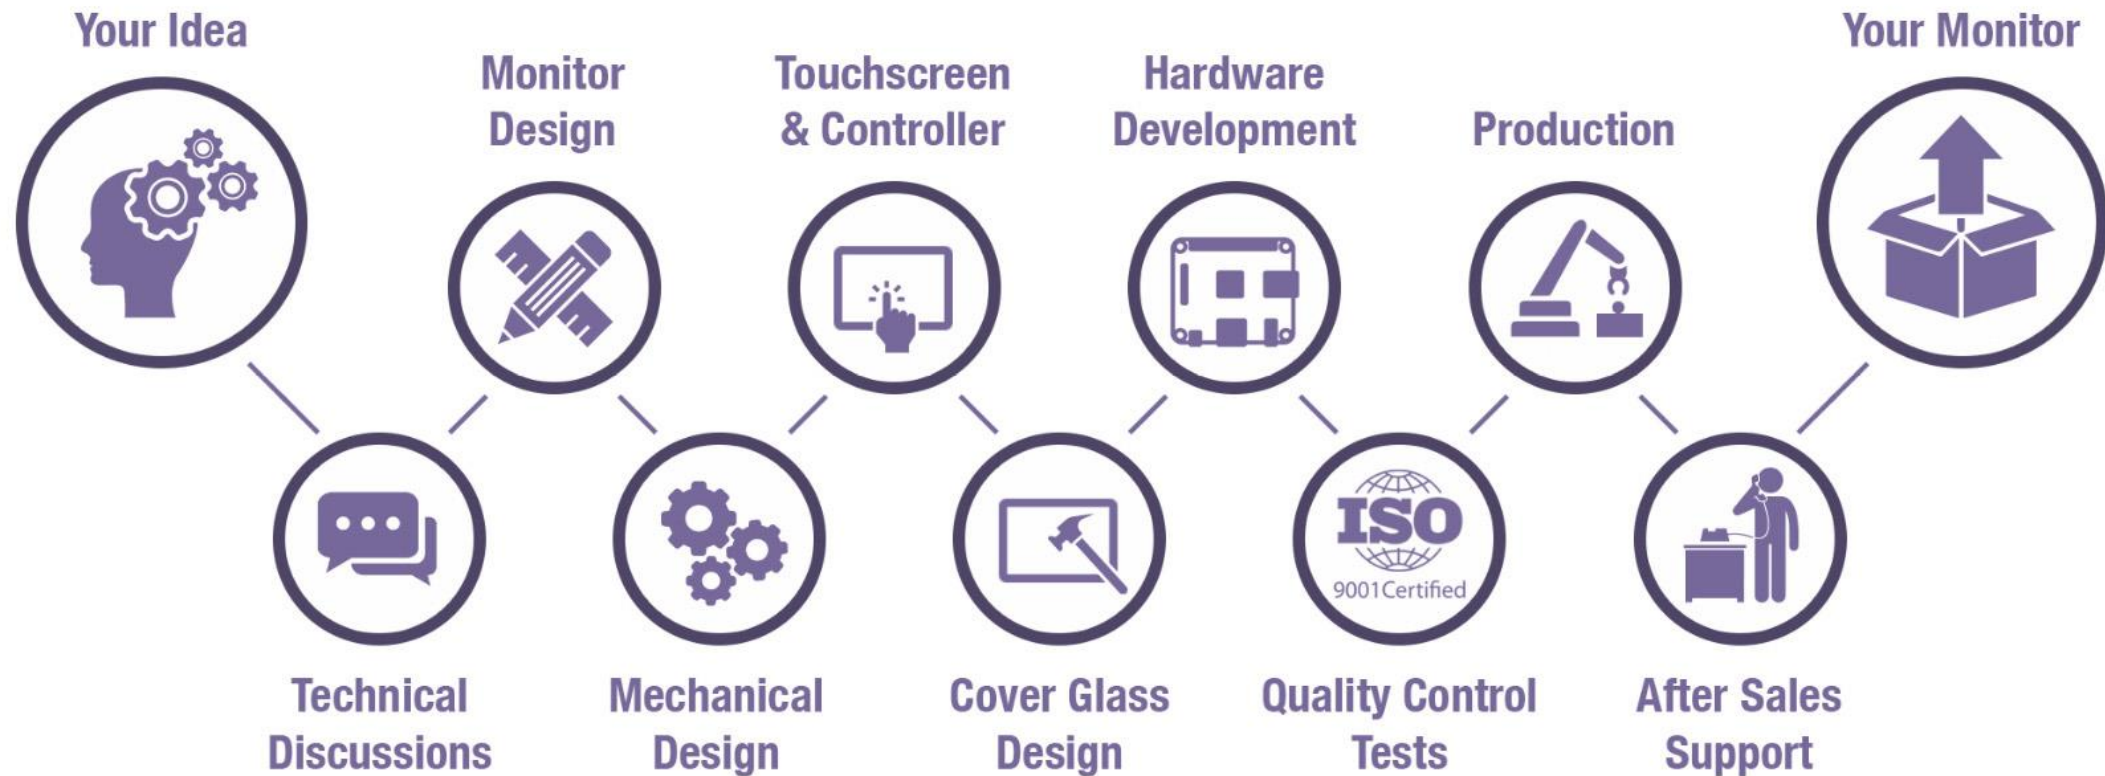 Your Idea
Technical
Discussions
Monitor
Design
Mechanical
Design
Touchscreen
& Controller
Cover Glass
Design
Hardware
Development
ISO
9001Certified
Quality Control
Tests
Production
After Sales
Support
Your Monitor